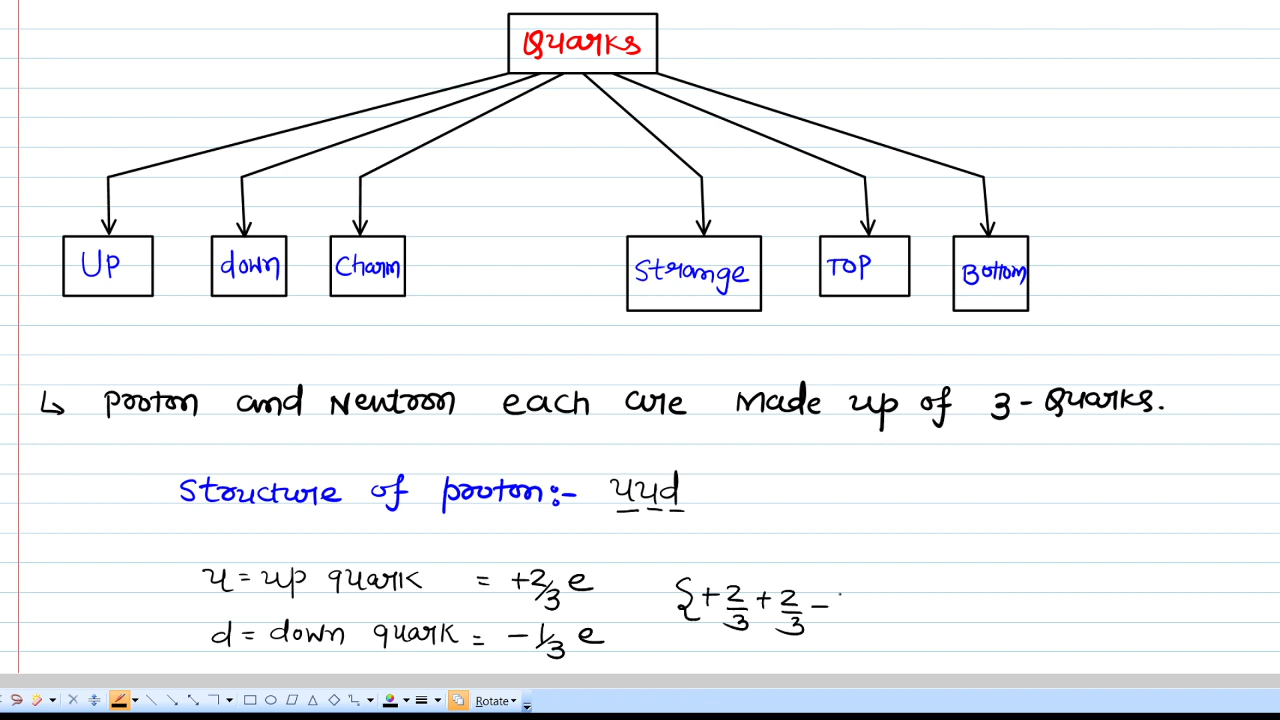 Quarks
UP down Charm Strange TOP Bottom
↳ Proton and Neutron each are made up of 3-Quarks.
Structure of proton:- uud
u = up quark = +2/3 e {+2/3 + 2/3 -
d = down quark = -1/3 e
Rotate